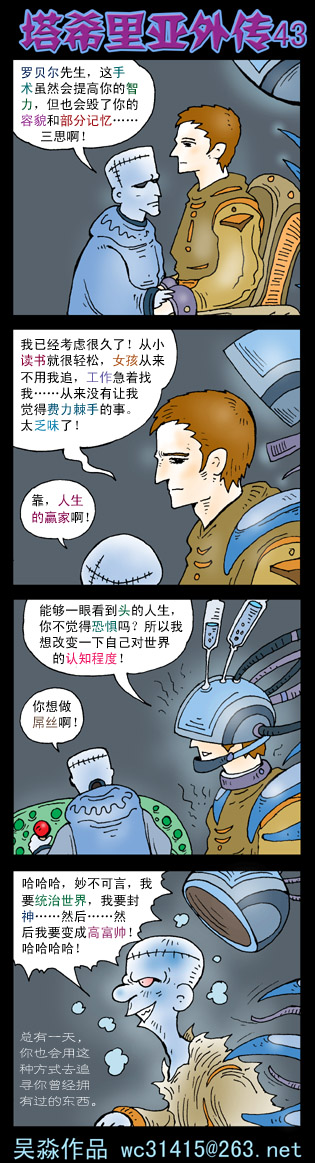 塔希里亚外传43
罗贝尔先生，这手
术虽然会提高你的智
力，但也会毁了你的
容貌和部分记忆……
三思啊！
我已经考虑很久了！从小
读书就很轻松，女孩从来
不用我追，工作急着找
我……从来没有让我
觉得费力棘手的事。
太乏味了！
靠，人生
的赢家啊！
能够一眼看到头的人生，
你不觉得恐惧吗？所以我
想改变一下自己对世界
的认知程度！
你想做
屌丝啊！
哈哈哈，妙不可言，我
要统治世界，我要封
神……然后……然
后我要变成高富帅！
哈哈哈哈！
总有一天，
你也会用这
种方式去追
寻你曾经拥
有过的东西。
吴淼作品 wc31415@263.net